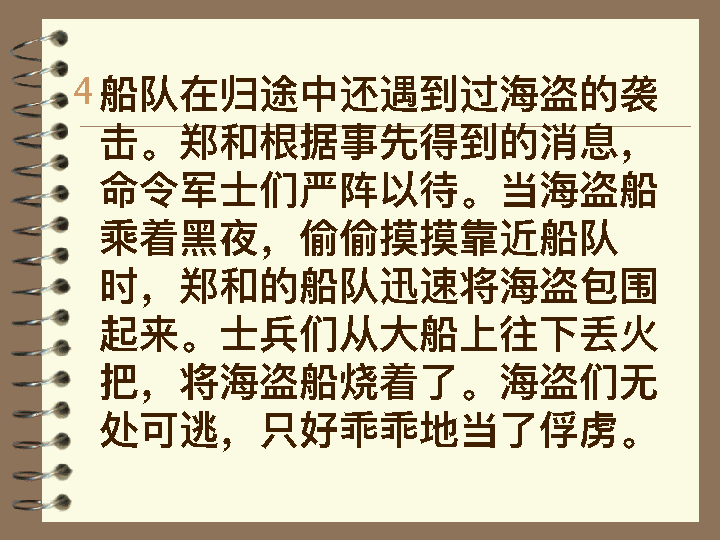 4 船队在归途中还遇到过海盗的袭
击。郑和根据事先得到的消息，
命令军士们严阵以待。当海盗船
乘着黑夜，偷偷摸摸靠近船队
时，郑和的船队迅速将海盗包围
起来。士兵们从大船上往下丢火
把，将海盗船烧着了。海盗们无
处可逃，只好乖乖地当了俘虏。